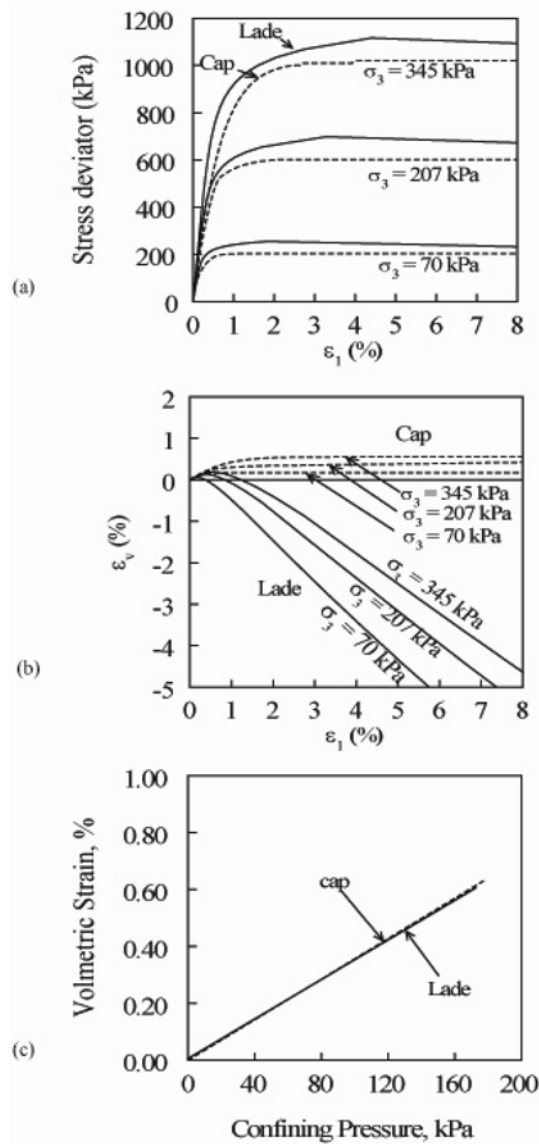 Lade
Cap
Stress deviator (kPa)
1200
1000
800
600
400
200
0
σ3 = 345 kPa
σ3 = 207 kPa
σ3 = 70 kPa
0 1 2 3 4 5 6 7 8
ε1 (%)
(a)
2
1
0
-1
-2
-3
-4
-5
εv (%)
Cap
σ3 = 345 kPa
σ3 = 207 kPa
σ3 = 70 kPa
Lade
σ3 = 345 kPa
σ3 = 207 kPa
σ3 = 70 kPa
0 1 2 3 4 5 6 7 8
ε1 (%)
(b)
1.00
0.80
0.60
0.40
0.20
0.00
Volmetric Strain, %
cap
Lade
0 40 80 120 160 200
(c)
Confining Pressure, kPa